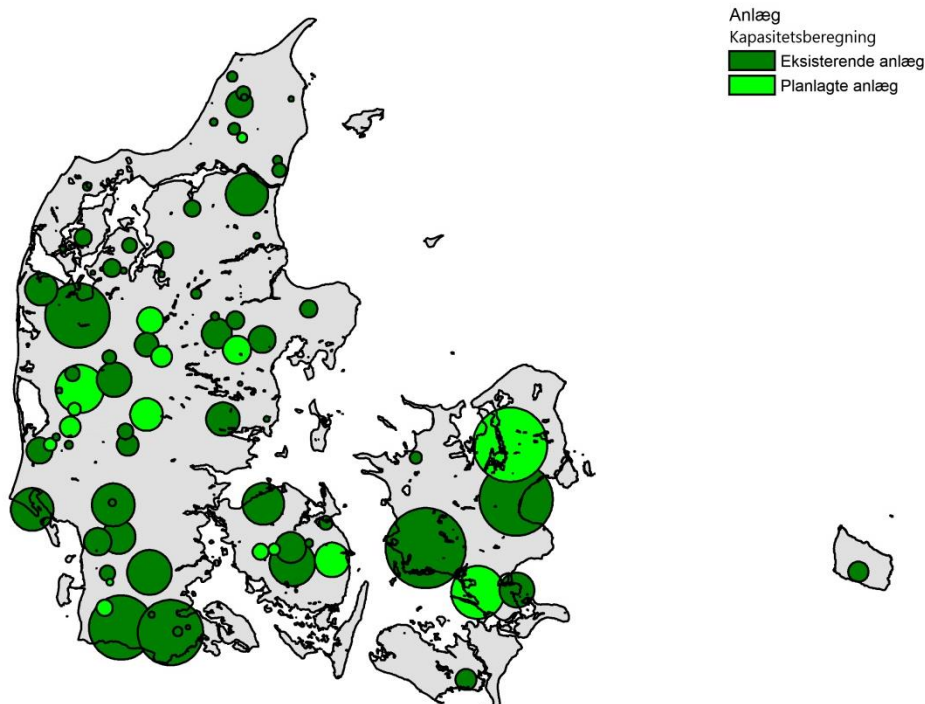 Anlæg
Kapasitetsberegning
Eksisterende anlæg
Planlagte anlæg